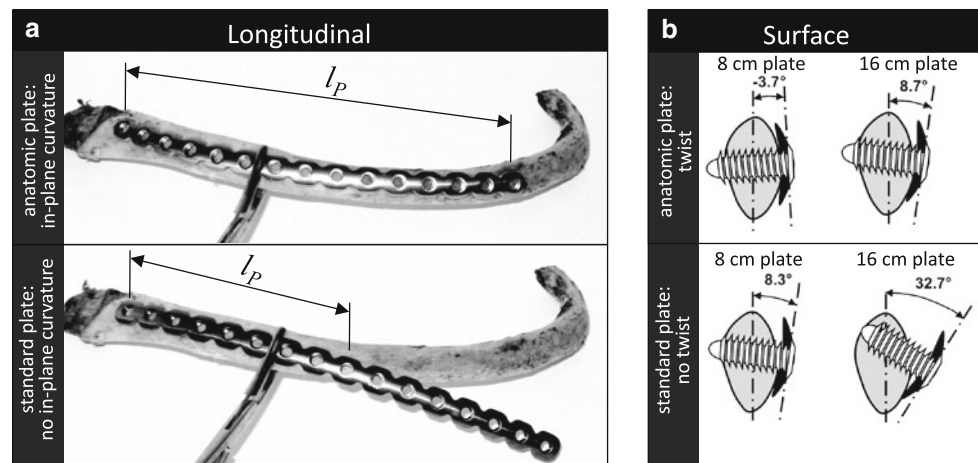 a
Longitudinal
anatomic plate:
in-plane curvature
lP
standard plate:
no in-plane curvature
lP
b
Surface
anatomic plate:
twist
8 cm plate
-3.7°
16 cm plate
8.7°
standard plate:
no twist
8 cm plate
8.3°
16 cm plate
32.7°